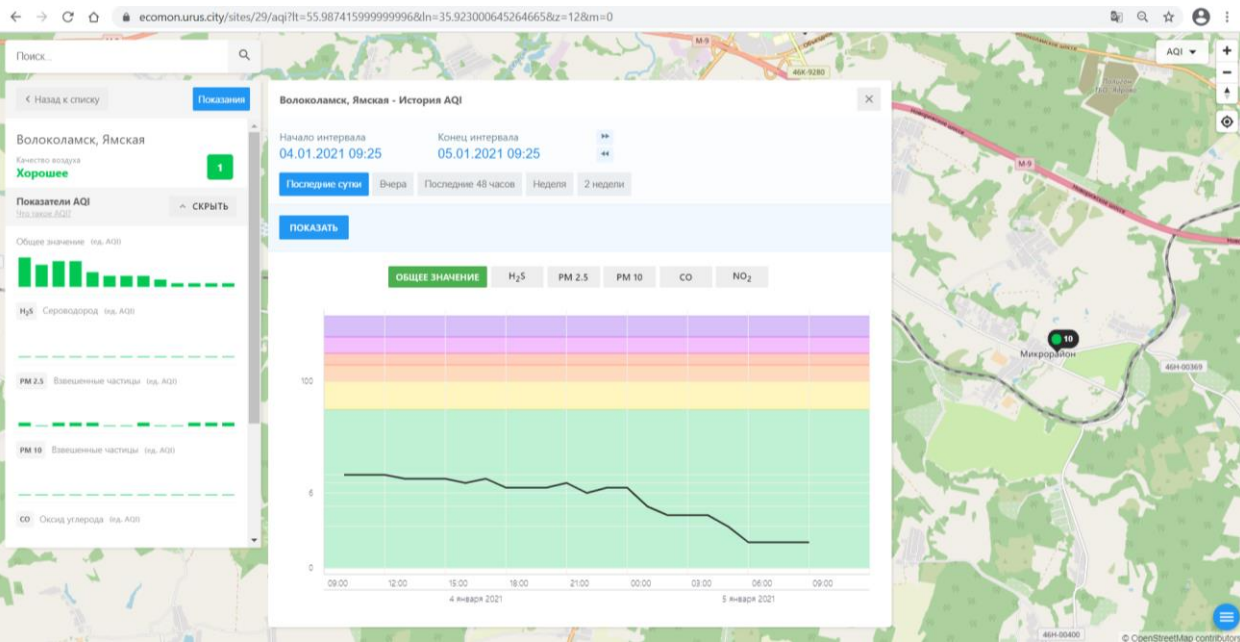 ecomon.urus.city/sites/29/aqi?lt=55.987415999999996&ln=35.923000645264665&z=12&m=0
Поиск...
AQI
М-9
46К-9280
‹ Назад к списку
Показания
Волоколамск, Ямская - История AQI
Волоколамск, Ямская
Качество воздуха
Хорошее
1
Начало интервала
Конец интервала
04.01.2021 09:25
05.01.2021 09:25
Последние сутки
Вчера
Последние 48 часов
Неделя
2 недели
Показатели AQI
Что такое AQI?
СКРЫТЬ
ПОКАЗАТЬ
Общее значение (ед. AQI)
ОБЩЕЕ ЗНАЧЕНИЕ
H₂S
PM 2.5
PM 10
CO
NO₂
H₂S Сероводород (ед. AQI)
PM 2.5 Взвешенные частицы (ед. AQI)
PM 10 Взвешенные частицы (ед. AQI)
CO Оксид углерода (ед. AQI)
100
6
0
09:00
12:00
15:00
18:00
21:00
00:00
03:00
06:00
09:00
4 января 2021
5 января 2021
М-9
10
Микрорайон
46Н-00369
46Н-00400
© OpenStreetMap contributors